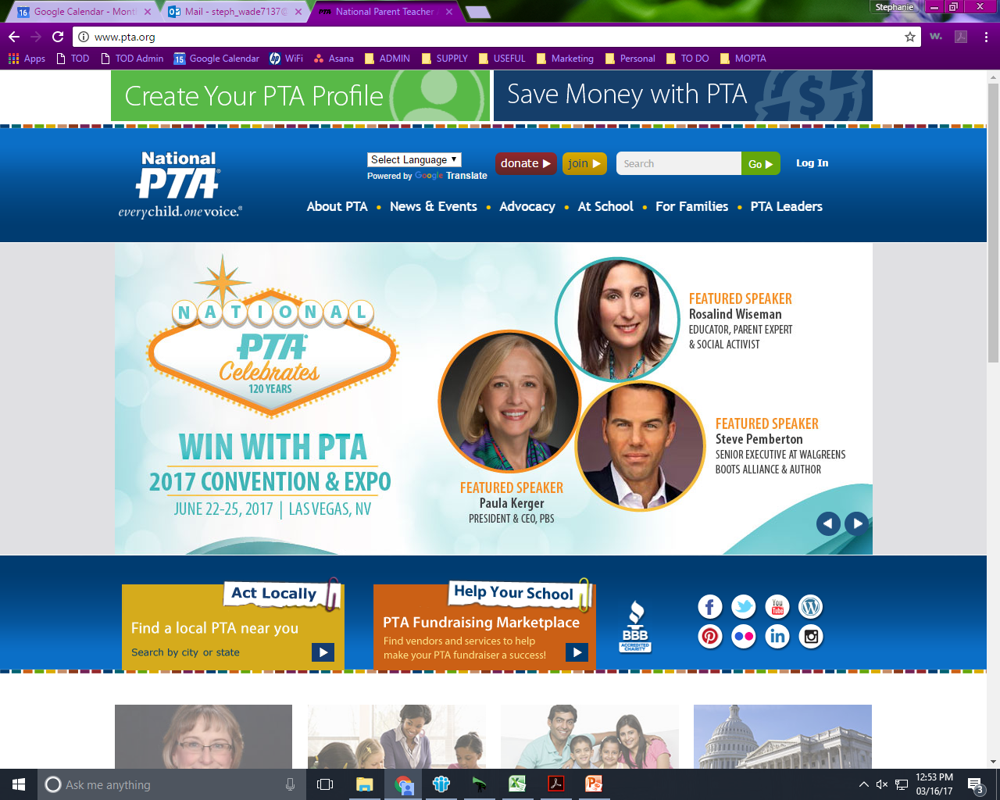 Google Calendar - Mont
Mail - steph_wade7137@
National Parent Teacher
Stephanie
www.pta.org
Apps
TOD
TOD Admin
15
Google Calendar
WiFi
Asana
ADMIN
SUPPLY
USEFUL
Marketing
Personal
TO DO
MOPTA
Create Your PTA Profile
Save Money with PTA
National
PTA®
everychild.onevoice.®
Select Language
Powered by Google Translate
donate
join
Search
Go
Log In
About PTA • News & Events • Advocacy • At School • For Families • PTA Leaders
NATIONAL
PTA®
Celebrates
120 YEARS
WIN WITH PTA
2017 CONVENTION & EXPO
JUNE 22-25, 2017 | LAS VEGAS, NV
FEATURED SPEAKER
Rosalind Wiseman
EDUCATOR, PARENT EXPERT
& SOCIAL ACTIVIST
FEATURED SPEAKER
Paula Kerger
PRESIDENT & CEO, PBS
FEATURED SPEAKER
Steve Pemberton
SENIOR EXECUTIVE AT WALGREENS
BOOTS ALLIANCE & AUTHOR
Act Locally
Find a local PTA near you
Search by city or state
Help Your School
PTA Fundraising Marketplace
Find vendors and services to help
make your PTA fundraiser a success!
BBB
ACCREDITED
CHARITY
You
Tube
Ask me anything
12:53 PM
03/16/17
3